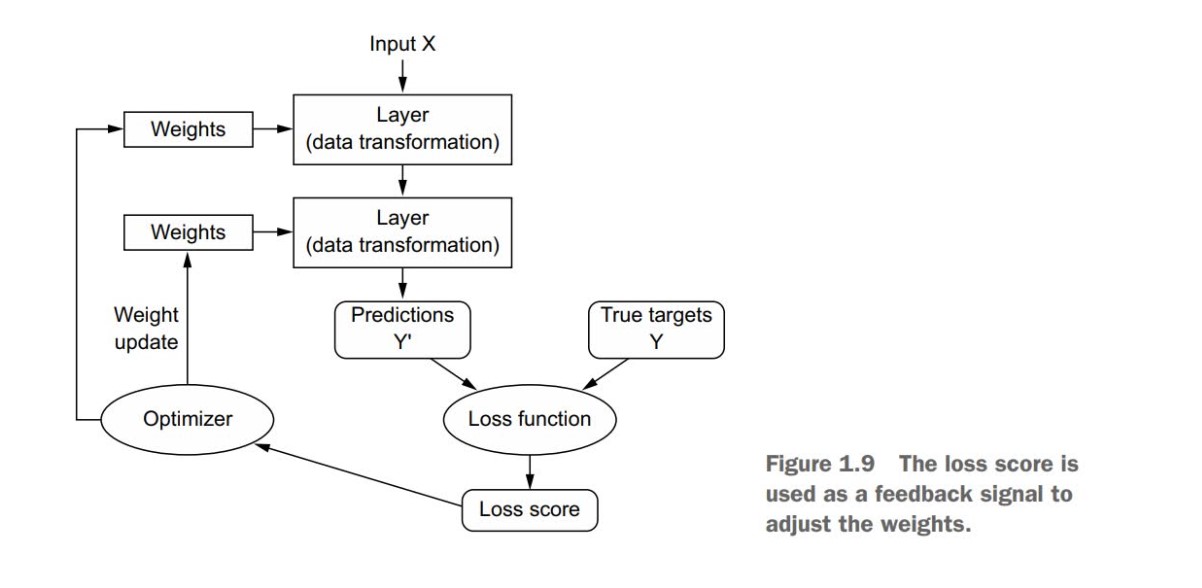 Input X
Weights
Layer
(data transformation)
Weights
Layer
(data transformation)
Weight
update
Predictions
Y'
True targets
Y
Optimizer
Loss function
Loss score
Figure 1.9 The loss score is
used as a feedback signal to
adjust the weights.